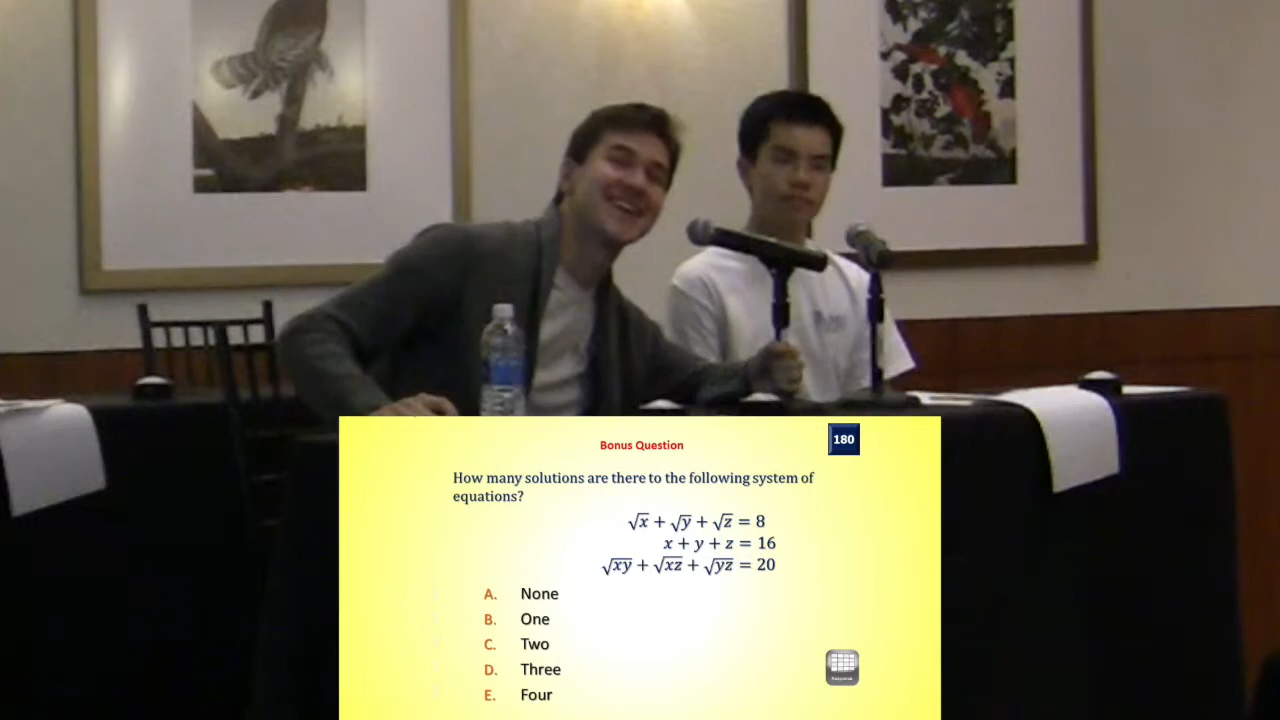 Bonus Question
180
How many solutions are there to the following system of
equations?
√x + √y + √z = 8
x + y + z = 16
√xy + √xz + √yz = 20
A. None
B. One
C. Two
D. Three
E. Four
Response